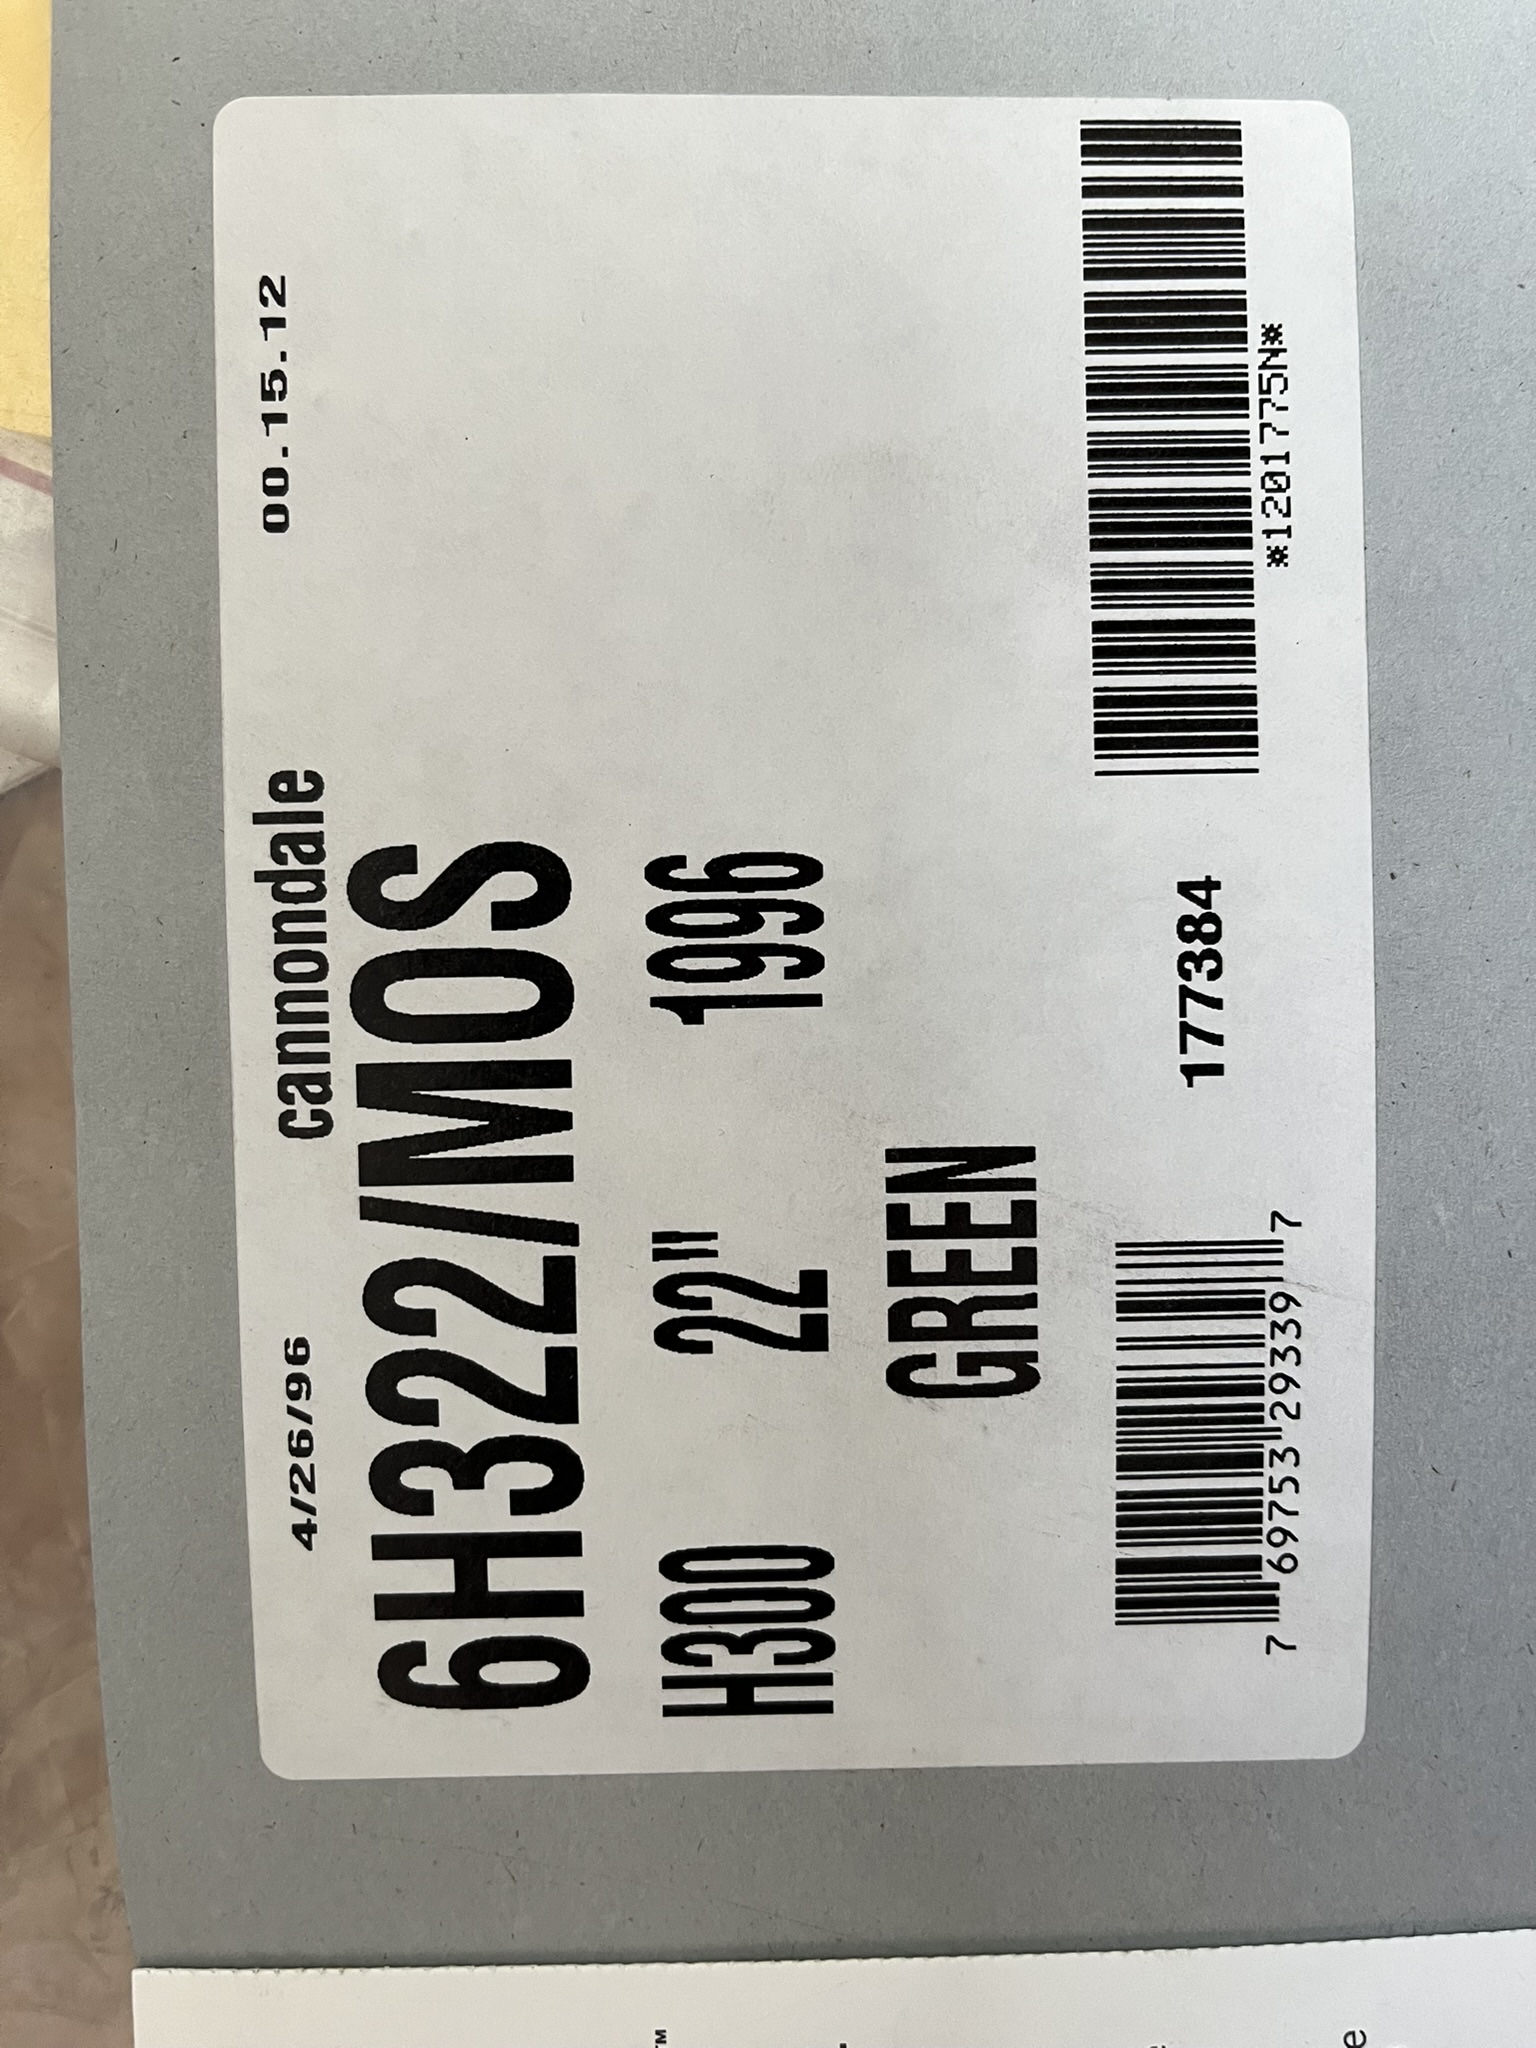 4/26/96 cannondale 00.15.12
6H322/MOS
H300 22" 1996
GREEN
177384
7 69753 29339 7
*1201775N*
™
e